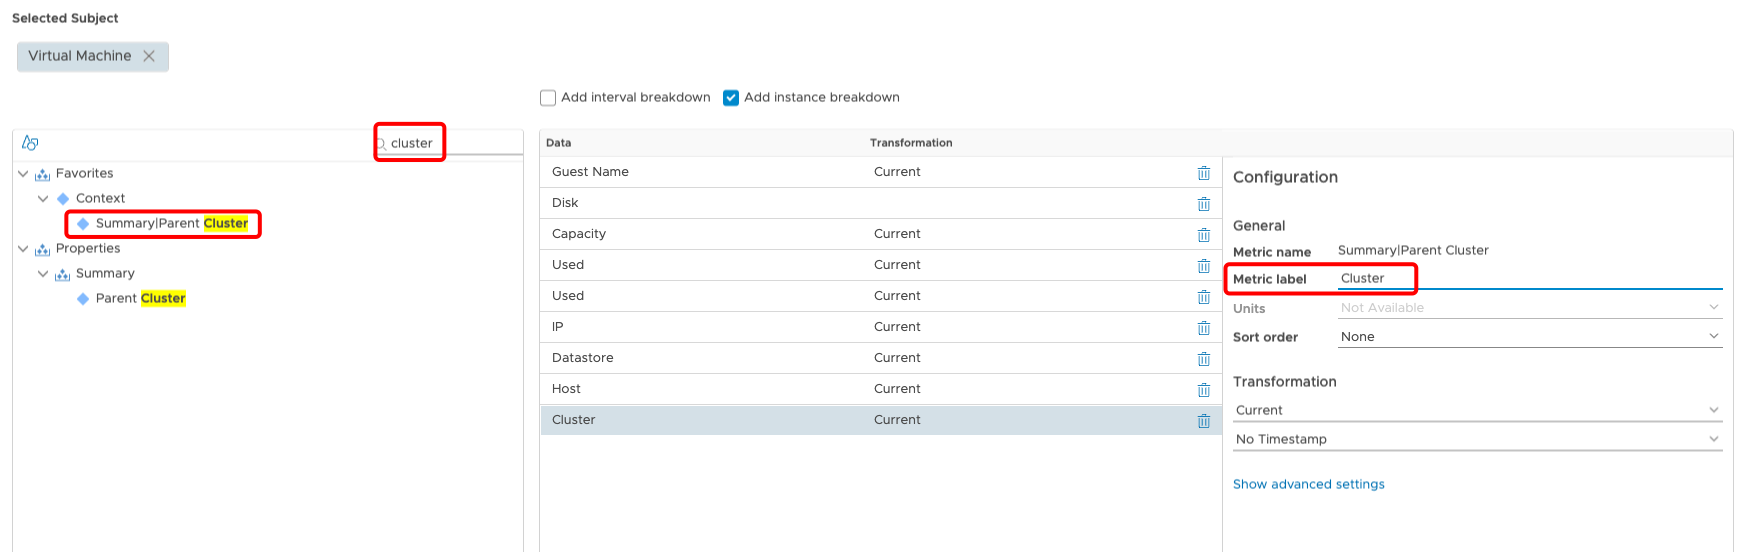 Selected Subject
Virtual Machine
Add interval breakdown
Add instance breakdown
cluster
Favorites
Context
Summary|Parent Cluster
Properties
Summary
Parent Cluster
Data Transformation
Guest Name Current
Disk
Capacity Current
Used Current
Used Current
IP Current
Datastore Current
Host Current
Cluster Current
Configuration
General
Metric name Summary|Parent Cluster
Metric label Cluster
Units Not Available
Sort order None
Transformation
Current
No Timestamp
Show advanced settings